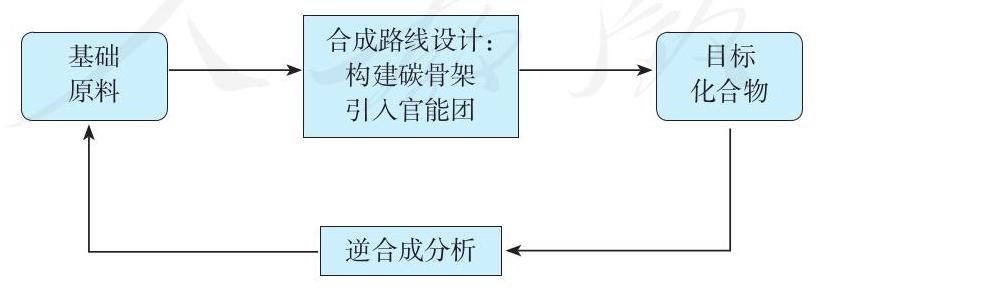 基础
原料
合成路线设计：
构建碳骨架
引入官能团
目标
化合物
逆合成分析